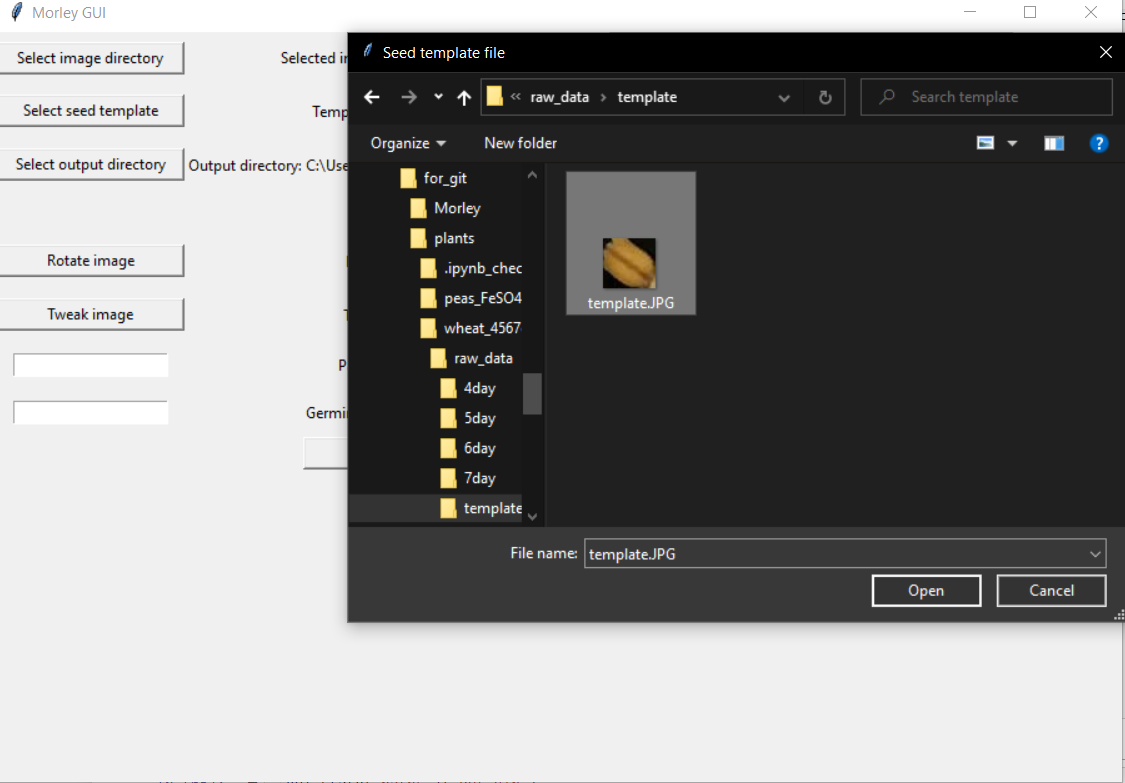 Morley GUI
Select image directory
Selected
Select seed template
Select output directory
Output directory: C:\Use
Rotate image
Tweak image
Seed template file
« raw_data › template
Search template
Organize
New folder
for_git
Morley
plants
.ipynb_chec
peas_FeSO4
wheat_4567
raw_data
4day
5day
6day
7day
template
template.JPG
File name: template.JPG
Open
Cancel